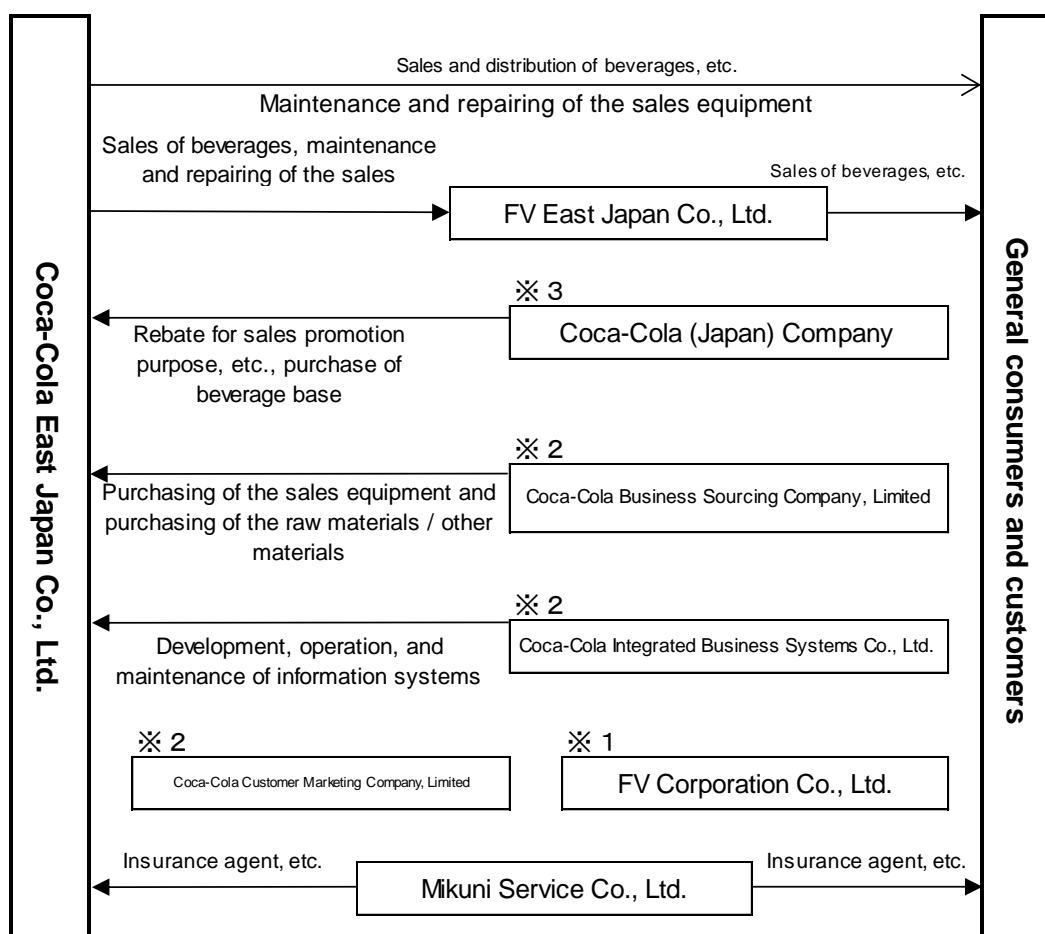 Sales and distribution of beverages, etc.
Maintenance and repairing of the sales equipment
Sales of beverages, maintenance
and repairing of the sales
Sales of beverages, etc.
FV East Japan Co., Ltd.
Coca-Cola East Japan Co., Ltd.
General consumers and customers
※ 3
Coca-Cola (Japan) Company
Rebate for sales promotion
purpose, etc., purchase of
beverage base
※ 2
Coca-Cola Business Sourcing Company, Limited
Purchasing of the sales equipment and
purchasing of the raw materials / other
materials
※ 2
Coca-Cola Integrated Business Systems Co., Ltd.
Development, operation, and
maintenance of information systems
※ 2
Coca-Cola Customer Marketing Company, Limited
※ 1
FV Corporation Co., Ltd.
Insurance agent, etc.
Mikuni Service Co., Ltd.
Insurance agent, etc.